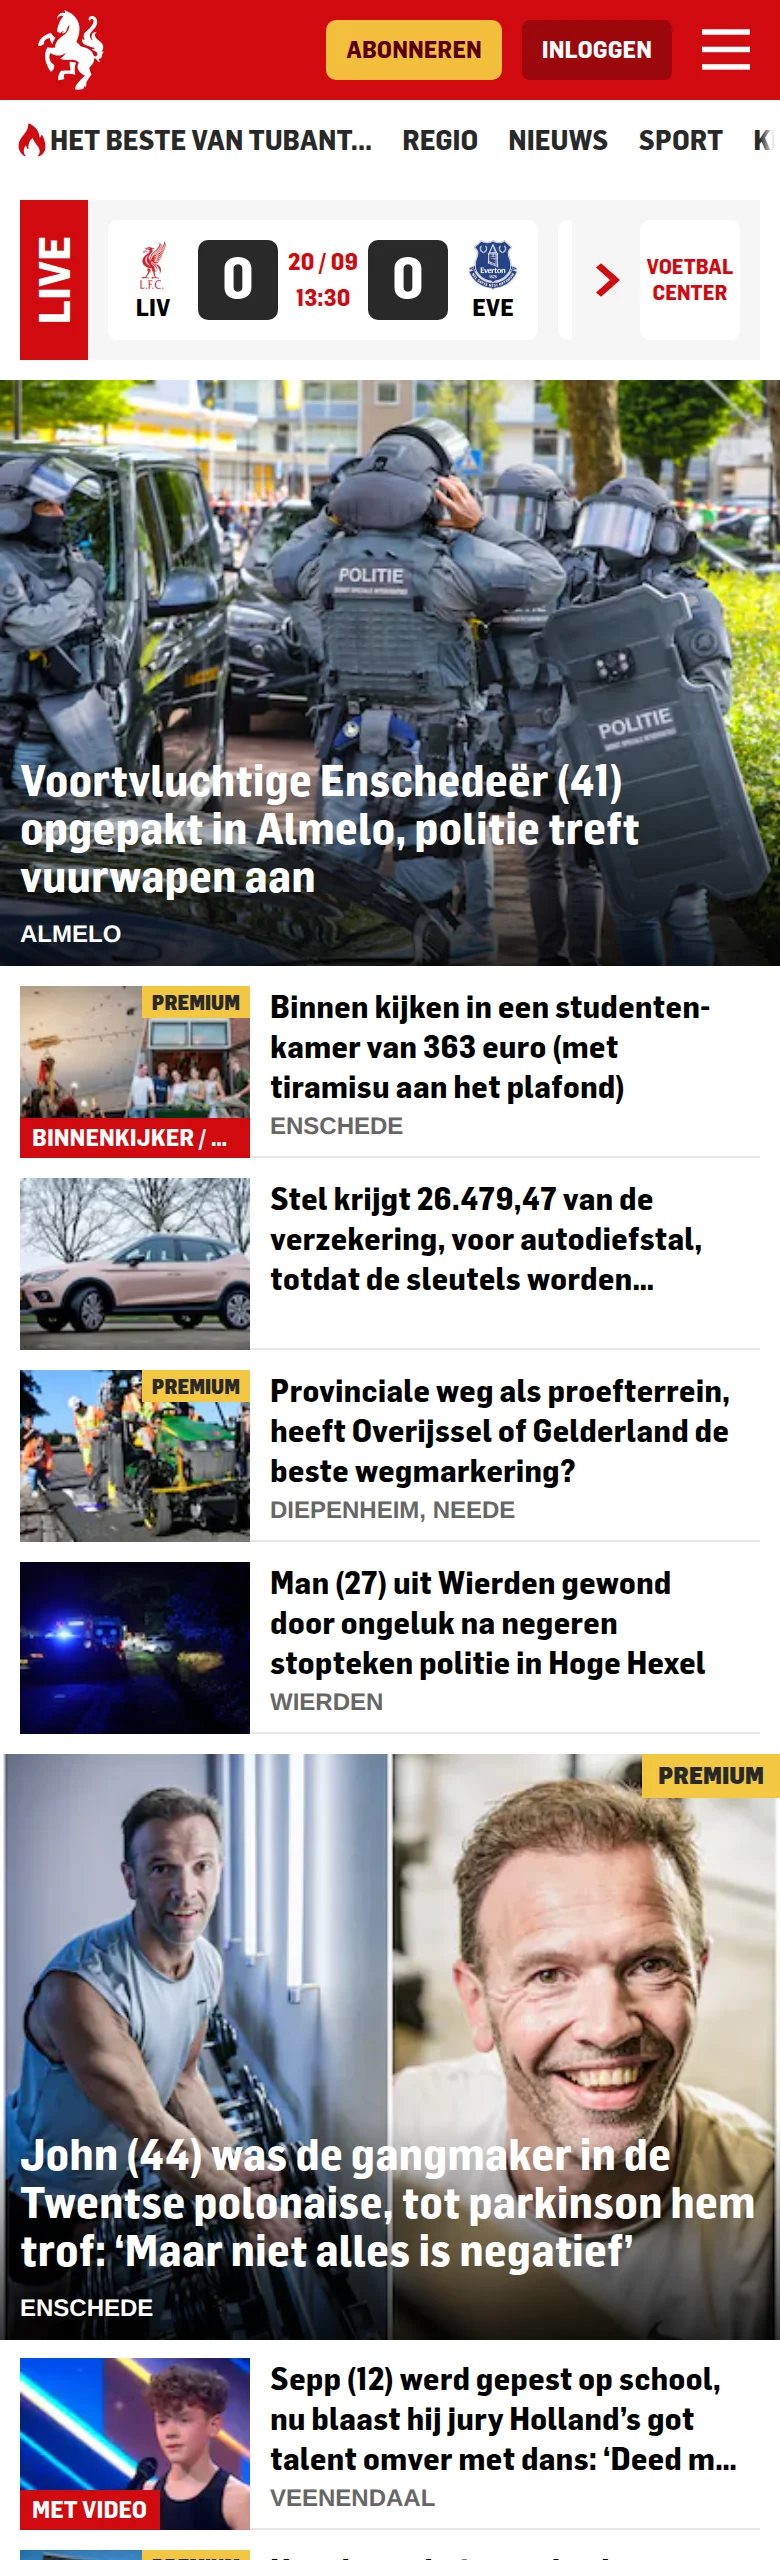 ABONNEREN
INLOGGEN
HET BESTE VAN TUBANT...
REGIO
NIEUWS
SPORT
LIVE
L.F.C.
LIV
0
20 / 09
13:30
0
Everton
EVE
VOETBAL
CENTER
POLITIE
POLITIE
Voortvluchtige Enschedeër (41)
opgepakt in Almelo, politie treft
vuurwapen aan
ALMELO
PREMIUM
BINNENKIJKER / ...
Binnen kijken in een studenten-
kamer van 363 euro (met
tiramisu aan het plafond)
ENSCHEDE
Stel krijgt 26.479,47 van de
verzekering, voor autodiefstal,
totdat de sleutels worden...
PREMIUM
Provinciale weg als proefterrein,
heeft Overijssel of Gelderland de
beste wegmarkering?
DIEPENHEIM, NEEDE
Man (27) uit Wierden gewond
door ongeluk na negeren
stopteken politie in Hoge Hexel
WIERDEN
PREMIUM
John (44) was de gangmaker in de
Twentse polonaise, tot parkinson hem
trof: ‘Maar niet alles is negatief’
ENSCHEDE
MET VIDEO
Sepp (12) werd gepest op school,
nu blaast hij jury Holland’s got
talent omver met dans: ‘Deed m...
VEENENDAAL